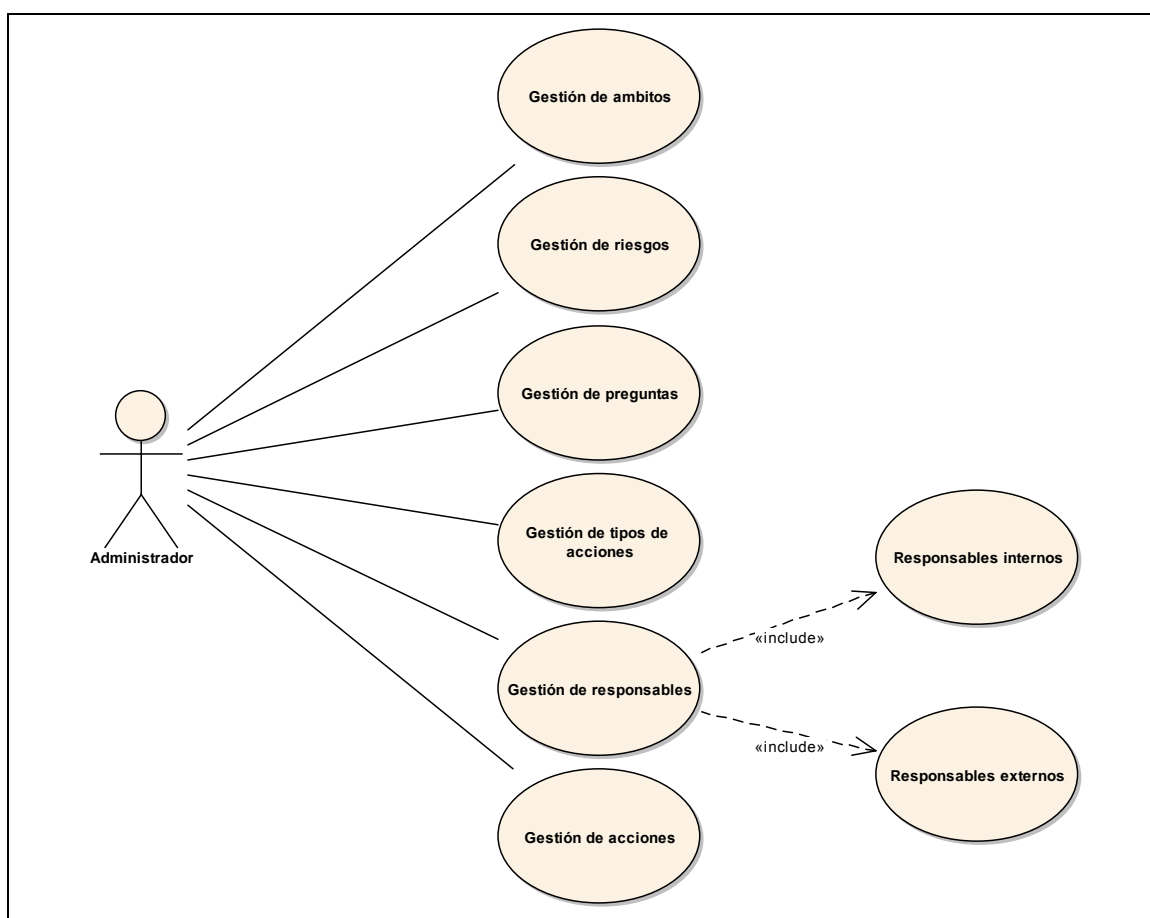 Gestión de ambitos
Gestión de riesgos
Gestión de preguntas
Gestión de tipos de
acciones
Administrador
Responsables internos
«include»
Gestión de responsables
«include»
Responsables externos
Gestión de acciones